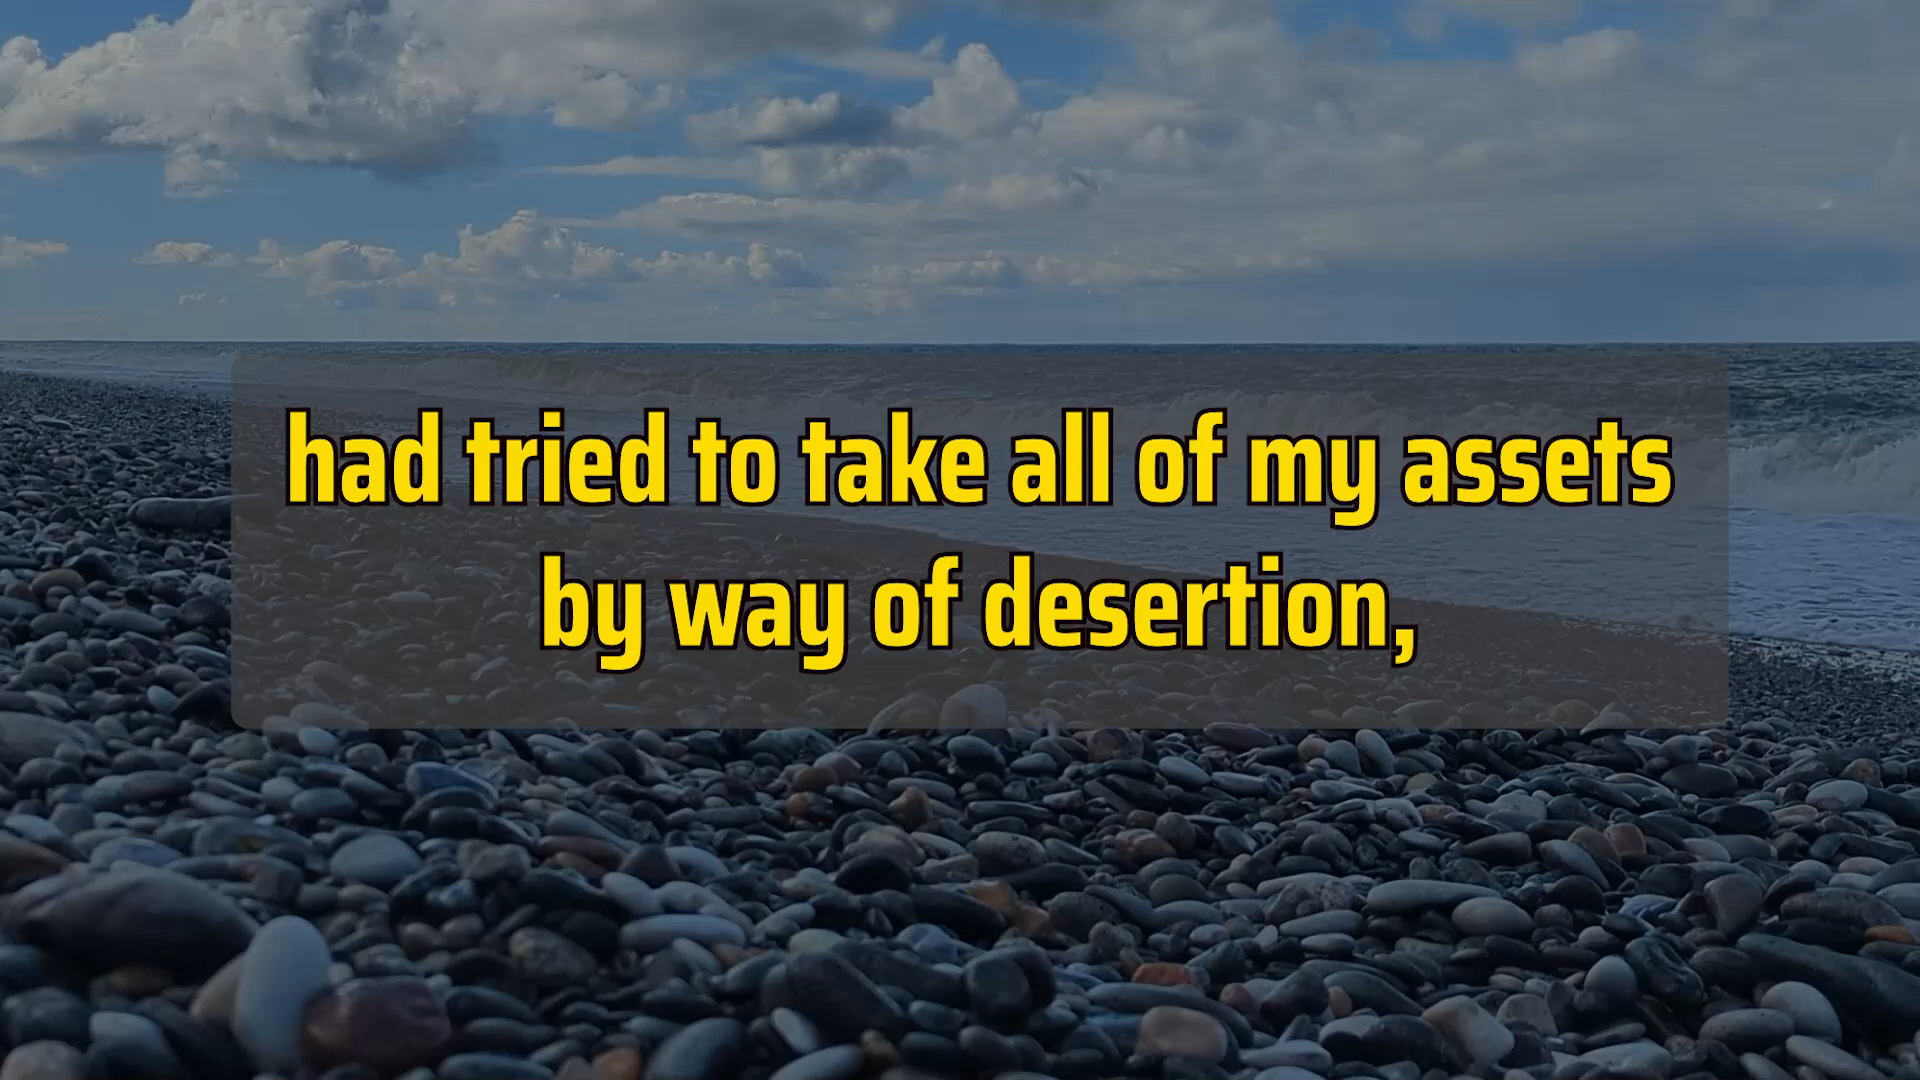 had tried to take all of my assets
by way of desertion,